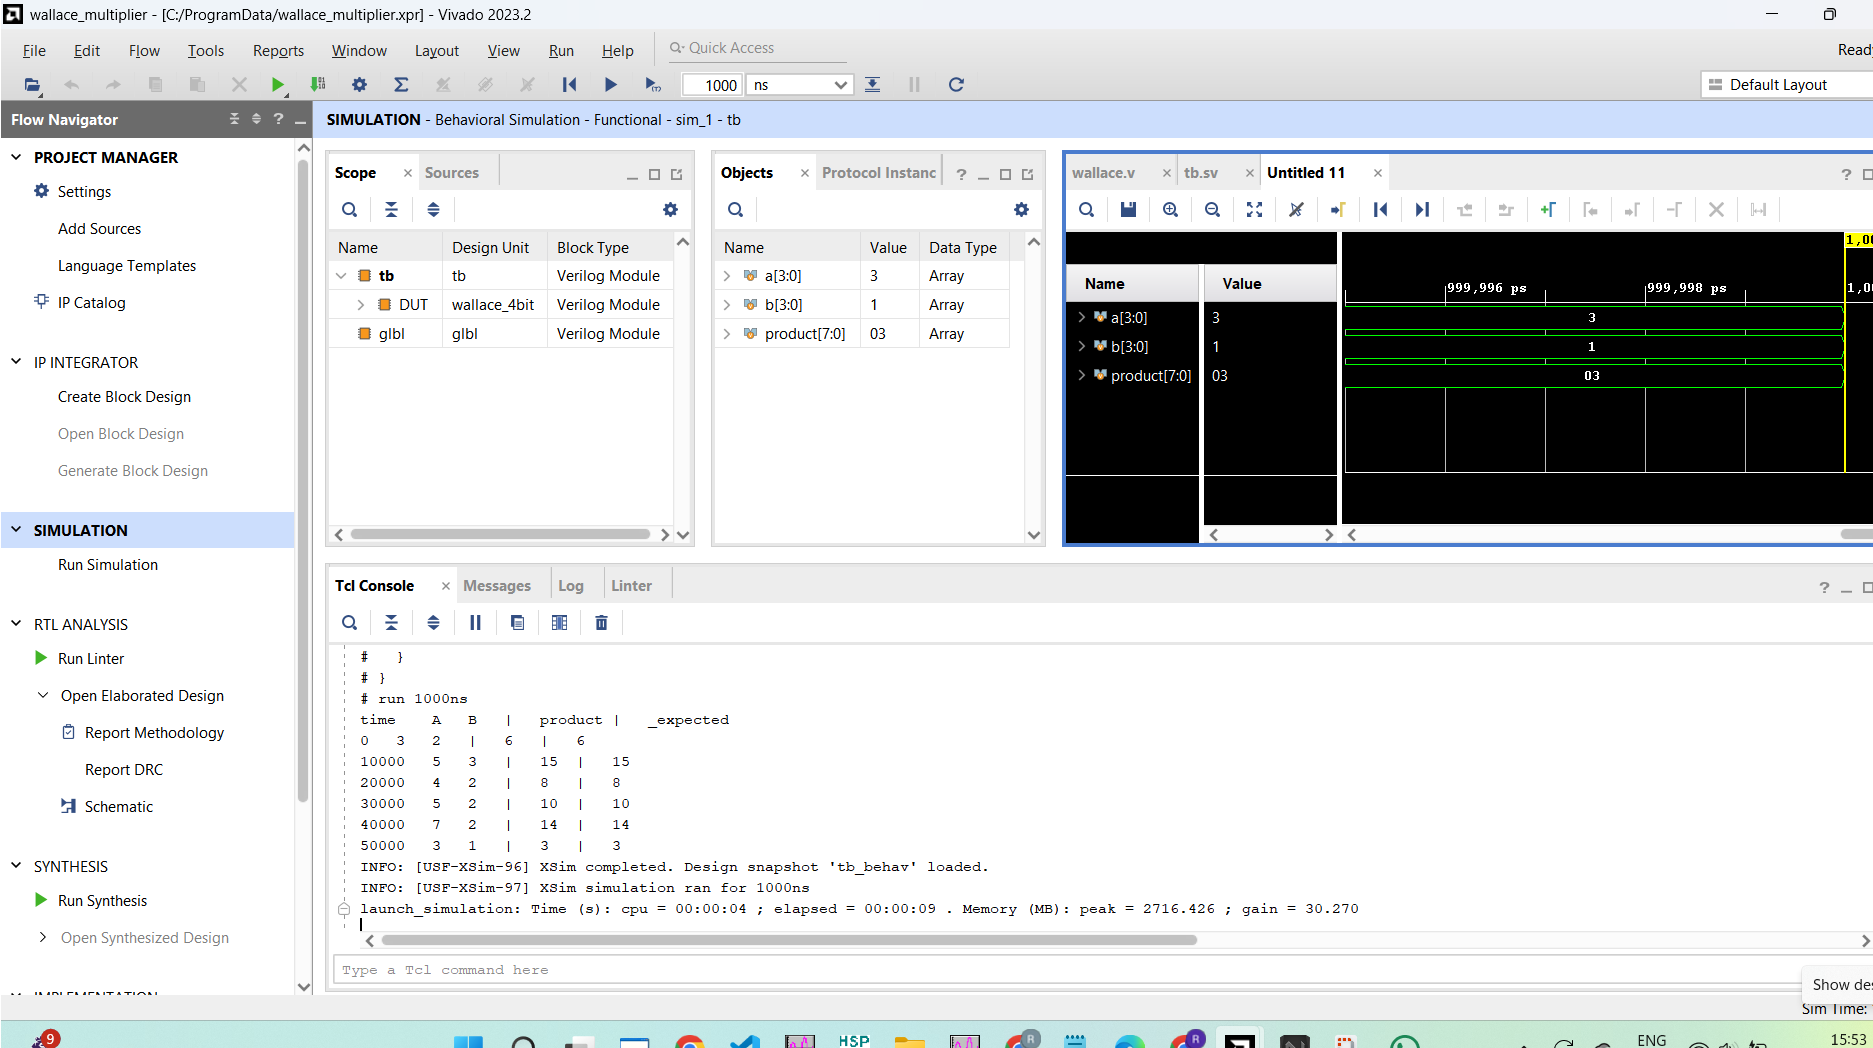 wallace_multiplier - [C:/ProgramData/wallace_multiplier.xpr] - Vivado 2023.2
File Edit Flow Tools Reports Window Layout View Run Help Quick Access
Read
1000 ns Default Layout
Flow Navigator
PROJECT MANAGER
Settings
Add Sources
Language Templates
IP Catalog
IP INTEGRATOR
Create Block Design
Open Block Design
Generate Block Design
SIMULATION
Run Simulation
RTL ANALYSIS
Run Linter
Open Elaborated Design
Report Methodology
Report DRC
Schematic
SYNTHESIS
Run Synthesis
Open Synthesized Design
IMPLEMENTATION
SIMULATION - Behavioral Simulation - Functional - sim_1 - tb
Scope Sources
Name Design Unit Block Type
tb tb Verilog Module
DUT wallace_4bit Verilog Module
glbl glbl Verilog Module
Objects Protocol Instanc
Name Value Data Type
a[3:0] 3 Array
b[3:0] 1 Array
product[7:0] 03 Array
wallace.v tb.sv Untitled 11
1,00
Name Value
999,996 ps 999,998 ps 1,00
a[3:0] 3 3
b[3:0] 1 1
product[7:0] 03 03
Tcl Console Messages Log Linter
# }
# }
# run 1000ns
time A B | product | _expected
0 3 2 | 6 | 6
10000 5 3 | 15 | 15
20000 4 2 | 8 | 8
30000 5 2 | 10 | 10
40000 7 2 | 14 | 14
50000 3 1 | 3 | 3
INFO: [USF-XSim-96] XSim completed. Design snapshot 'tb_behav' loaded.
INFO: [USF-XSim-97] XSim simulation ran for 1000ns
launch_simulation: Time (s): cpu = 00:00:04 ; elapsed = 00:00:09 . Memory (MB): peak = 2716.426 ; gain = 30.270
Type a Tcl command here
Show des
Sim Time:
9
HSP
R
R
ENG
15:53